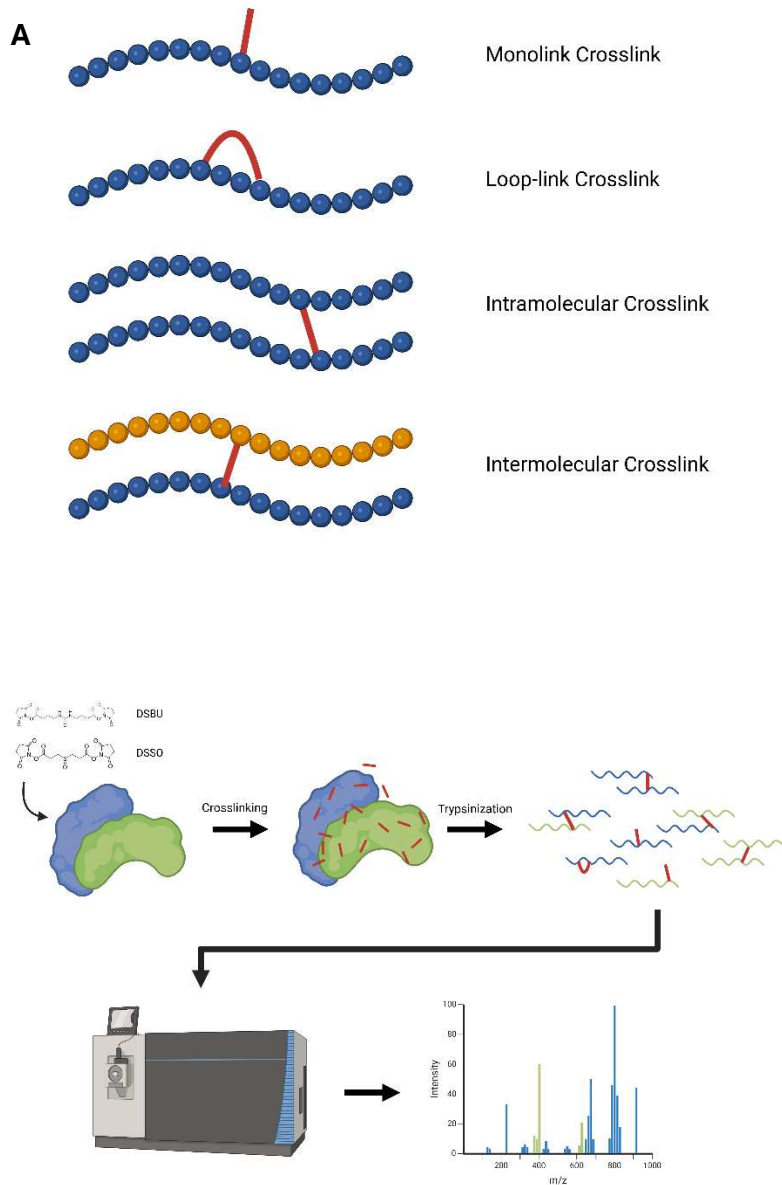 A
Monolink Crosslink
Loop-link Crosslink
Intramolecular Crosslink
Intermolecular Crosslink
DSBU
DSSO
Crosslinking
Trypsinization
100
80
60
40
20
0
Intensity
200
400
600
800
1000
m/z